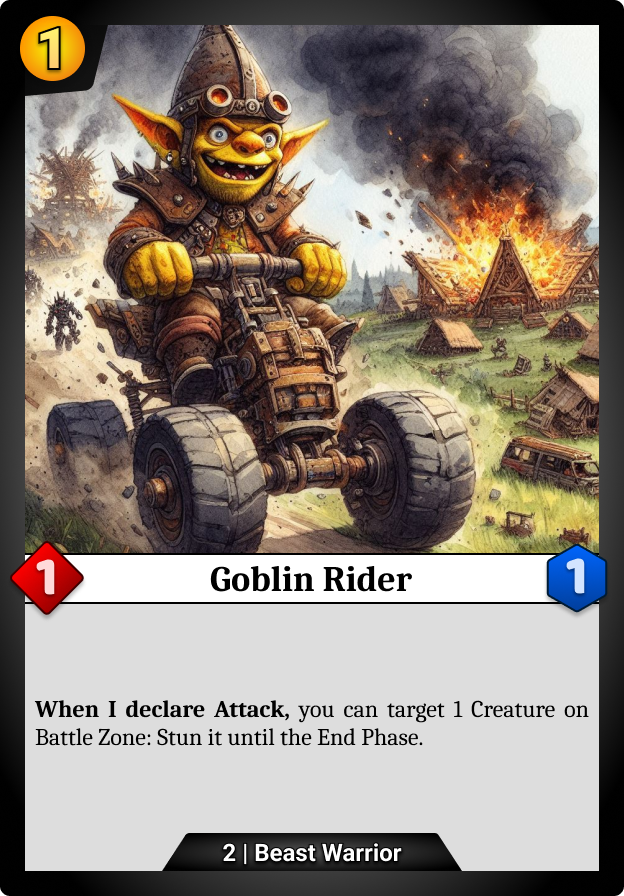 1
1 Goblin Rider 1
When I declare Attack, you can target 1 Creature on
Battle Zone: Stun it until the End Phase.
2 | Beast Warrior